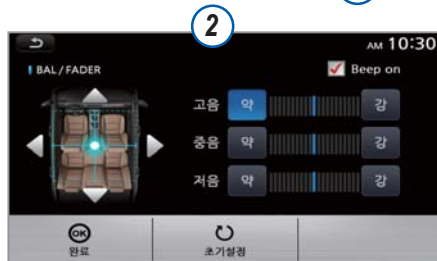 2
AM 10:30
BAL/FADER
Beep on
고음 약 강
중음 약 강
저음 약 강
OK
완료
초기설정